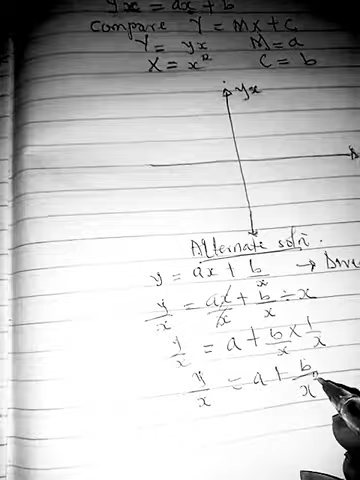 yx = ax² + b
compare Y = Mx + C
Y = yx M = a
X = x² C = b
yx
Alternate soln.
y = ax + b/x →
y/x = ax/x + b/x ÷ x
y/x = a + b/x × 1/x
y/x = a + b/x²